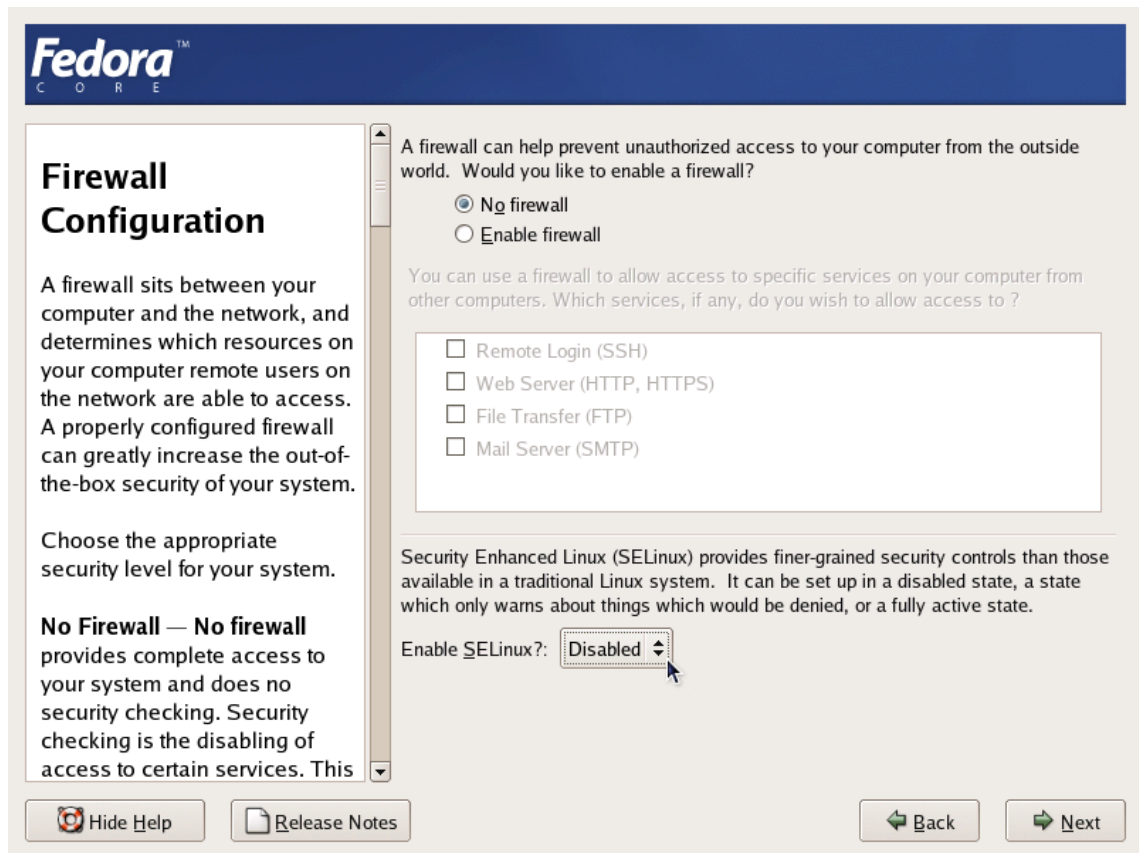 Fedora™
CORE
Firewall
Configuration
A firewall sits between your
computer and the network, and
determines which resources on
your computer remote users on
the network are able to access.
A properly configured firewall
can greatly increase the out-of-
the-box security of your system.
Choose the appropriate
security level for your system.
No Firewall — No firewall
provides complete access to
your system and does no
security checking. Security
checking is the disabling of
access to certain services. This
A firewall can help prevent unauthorized access to your computer from the outside
world. Would you like to enable a firewall?
No firewall
Enable firewall
You can use a firewall to allow access to specific services on your computer from
other computers. Which services, if any, do you wish to allow access to ?
Remote Login (SSH)
Web Server (HTTP, HTTPS)
File Transfer (FTP)
Mail Server (SMTP)
Security Enhanced Linux (SELinux) provides finer-grained security controls than those
available in a traditional Linux system. It can be set up in a disabled state, a state
which only warns about things which would be denied, or a fully active state.
Enable SELinux?: Disabled
Hide Help
Release Notes
Back
Next